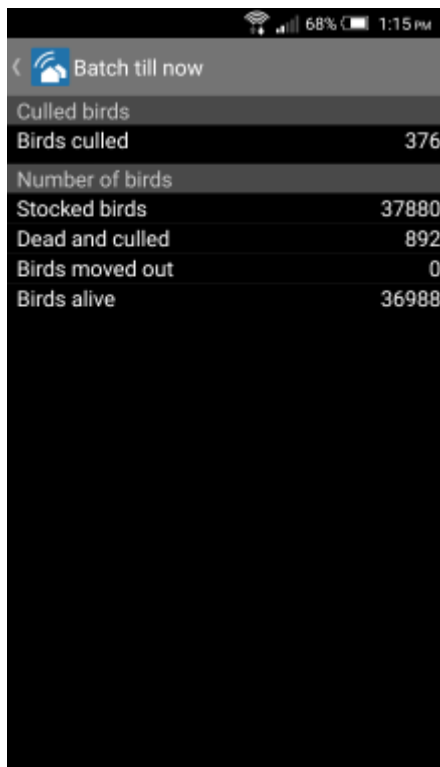 68% 1:15 PM
Batch till now
Culled birds
Birds culled 376
Number of birds
Stocked birds 37880
Dead and culled 892
Birds moved out 0
Birds alive 36988